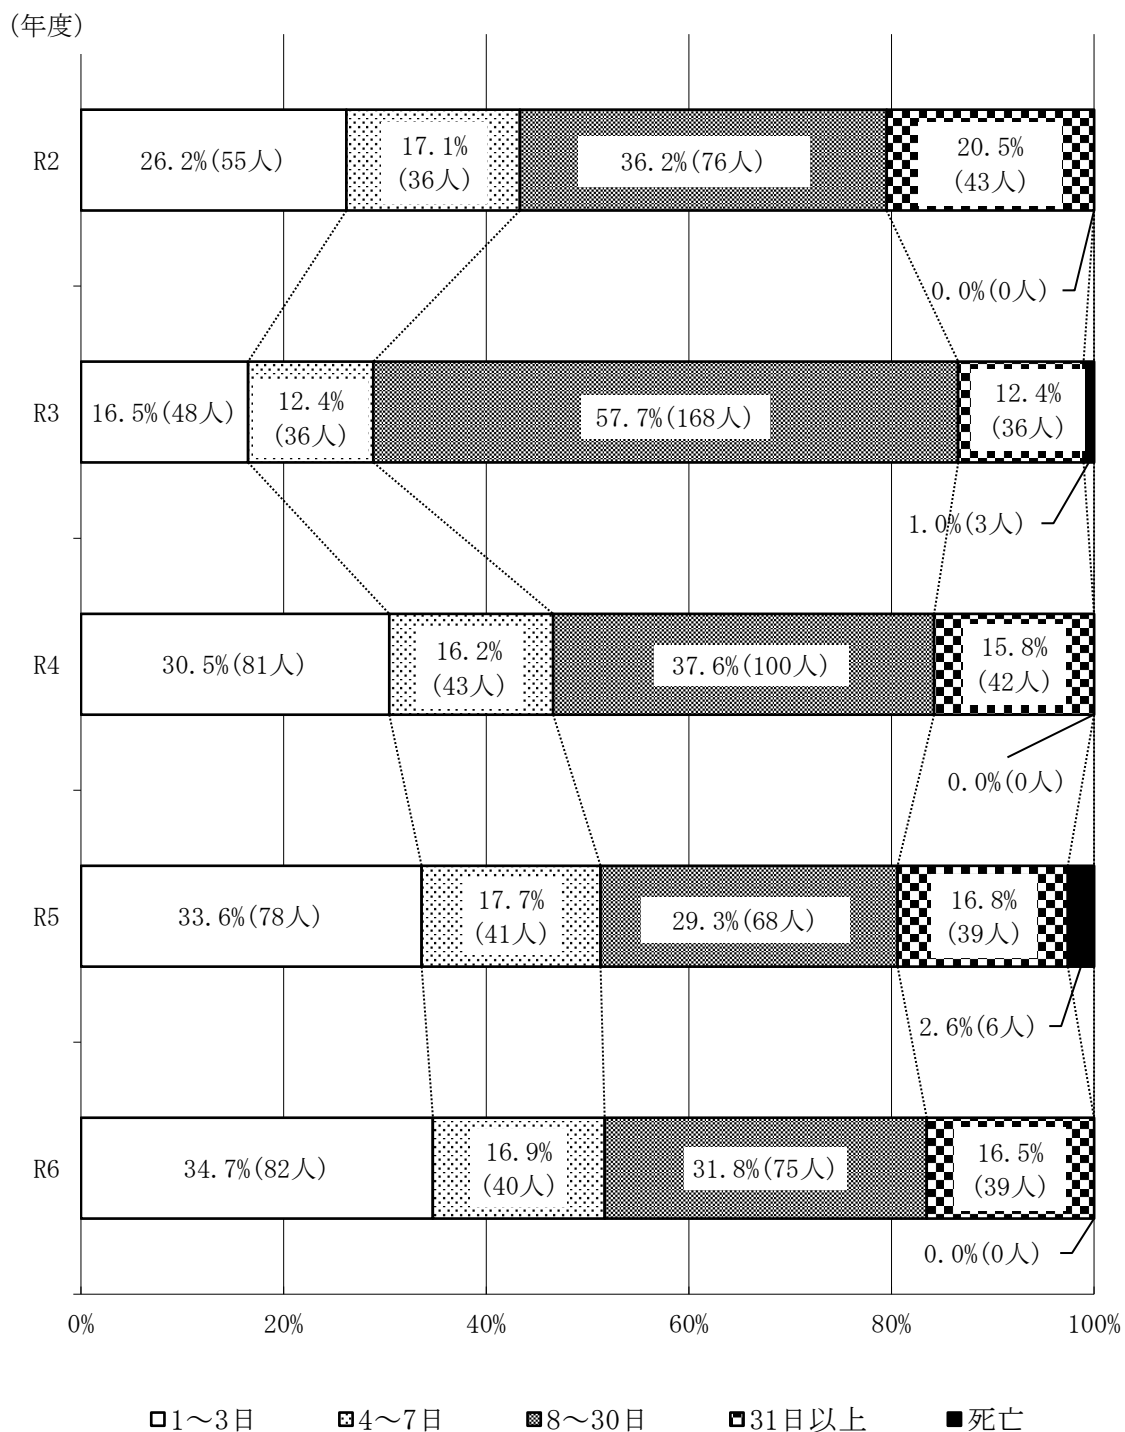 (年度)
R2
26.2%(55人)
17.1%
(36人)
36.2%(76人)
20.5%
(43人)
0.0%(0人)
R3
16.5%(48人)
12.4%
(36人)
57.7%(168人)
12.4%
(36人)
1.0%(3人)
R4
30.5%(81人)
16.2%
(43人)
37.6%(100人)
15.8%
(42人)
0.0%(0人)
R5
33.6%(78人)
17.7%
(41人)
29.3%(68人)
16.8%
(39人)
2.6%(6人)
R6
34.7%(82人)
16.9%
(40人)
31.8%(75人)
16.5%
(39人)
0.0%(0人)
0% 20% 40% 60% 80% 100%
1～3日 4～7日 8～30日 31日以上 死亡